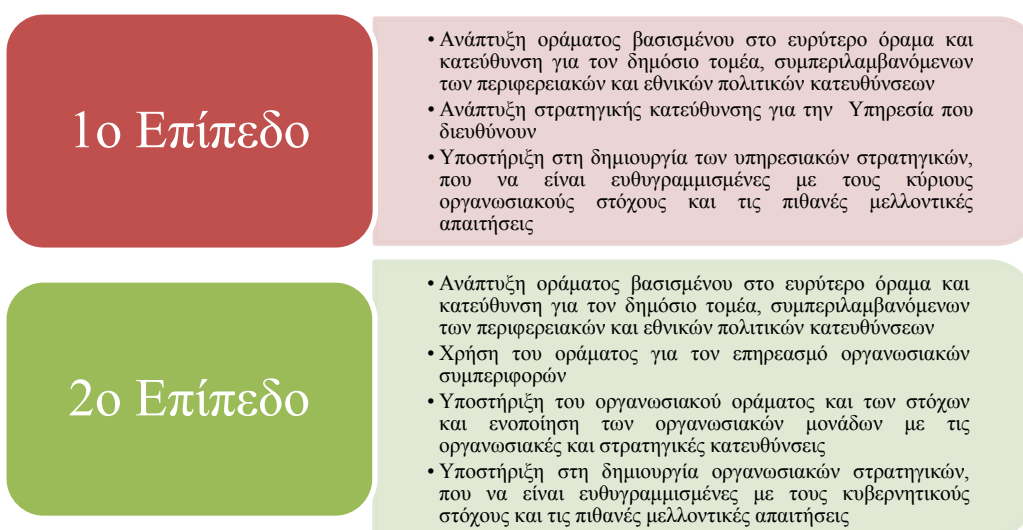 1ο Επίπεδο
• Ανάπτυξη οράματος βασισμένου στο ευρύτερο όραμα και
κατεύθυνση για τον δημόσιο τομέα, συμπεριλαμβανόμενων
των περιφερειακών και εθνικών πολιτικών κατευθύνσεων
• Ανάπτυξη στρατηγικής κατεύθυνσης για την Υπηρεσία που
διευθύνουν
• Υποστήριξη στη δημιουργία των υπηρεσιακών στρατηγικών,
που να είναι ευθυγραμμισμένες με τους κύριους
οργανωσιακούς στόχους και τις πιθανές μελλοντικές
απαιτήσεις
2ο Επίπεδο
• Ανάπτυξη οράματος βασισμένου στο ευρύτερο όραμα και
κατεύθυνση για τον δημόσιο τομέα, συμπεριλαμβανόμενων
των περιφερειακών και εθνικών πολιτικών κατευθύνσεων
• Χρήση του οράματος για τον επηρεασμό οργανωσιακών
συμπεριφορών
• Υποστήριξη του οργανωσιακού οράματος και των στόχων
και ενοποίηση των οργανωσιακών μονάδων με τις
οργανωσιακές και στρατηγικές κατευθύνσεις
• Υποστήριξη στη δημιουργία οργανωσιακών στρατηγικών,
που να είναι ευθυγραμμισμένες με τους κυβερνητικούς
στόχους και τις πιθανές μελλοντικές απαιτήσεις